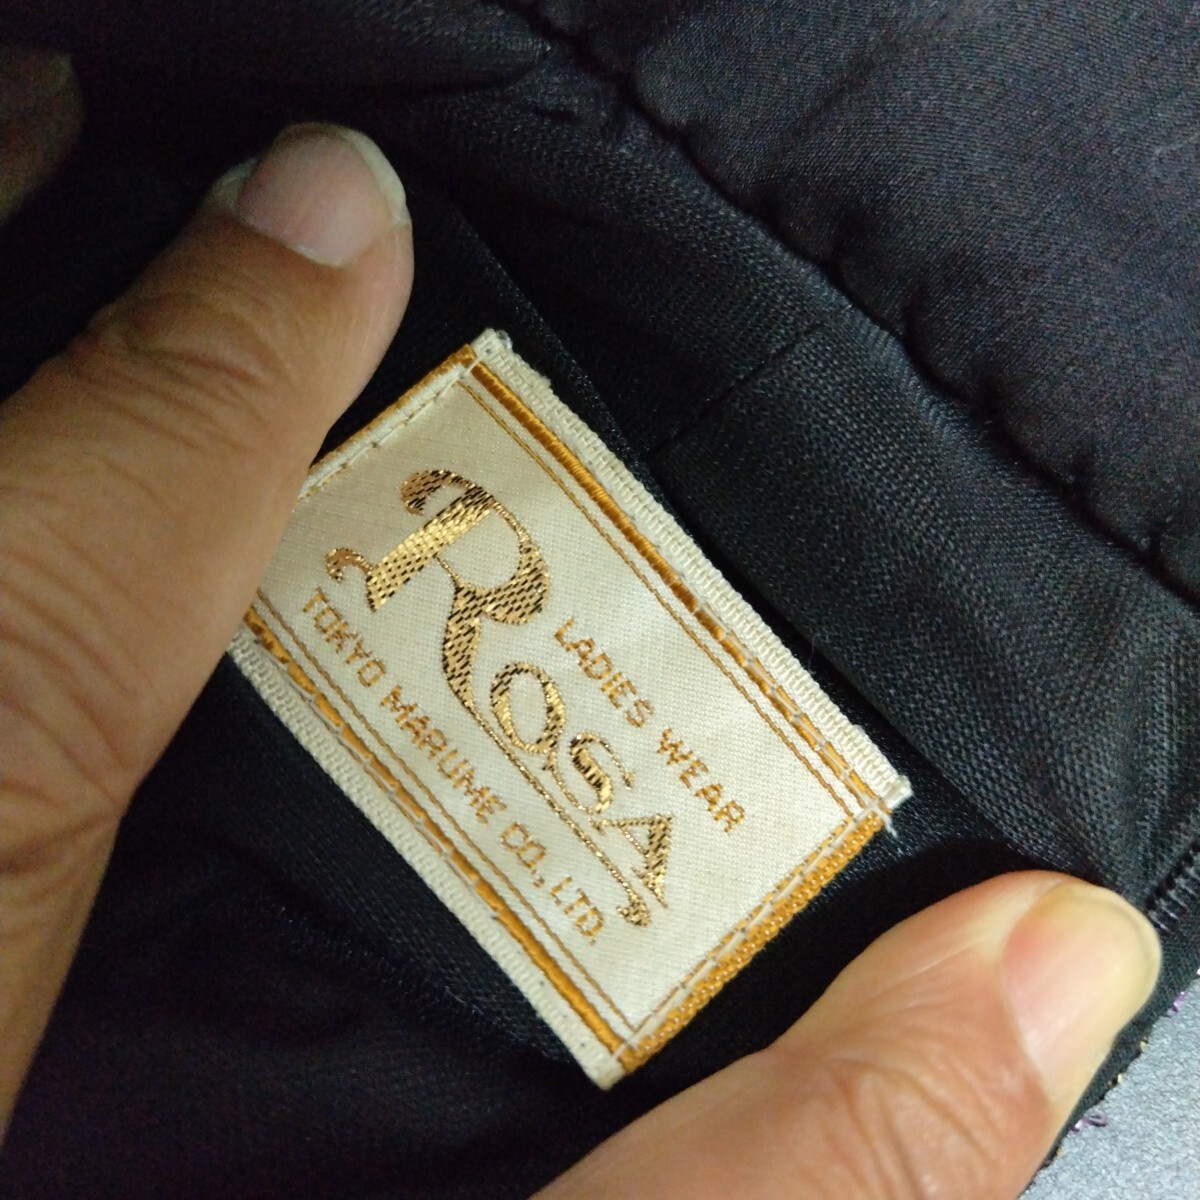 LADIES WEAR
ROSA
TOKYO MARUME CO., LTD.